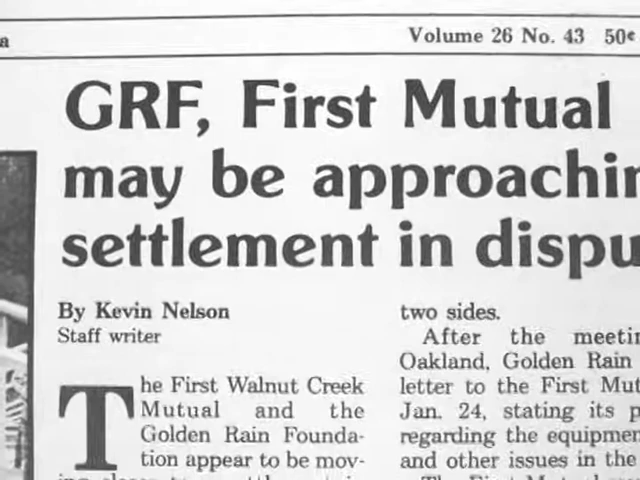 a
Volume 26 No. 43 50¢
GRF, First Mutual
may be approachin
settlement in dispu
By Kevin Nelson
Staff writer
The First Walnut Creek
Mutual and the
Golden Rain Founda-
tion appear to be mov-
two sides.
After the meetin
Oakland, Golden Rain
letter to the First Mut
Jan. 24, stating its p
regarding the equipmen
and other issues in the